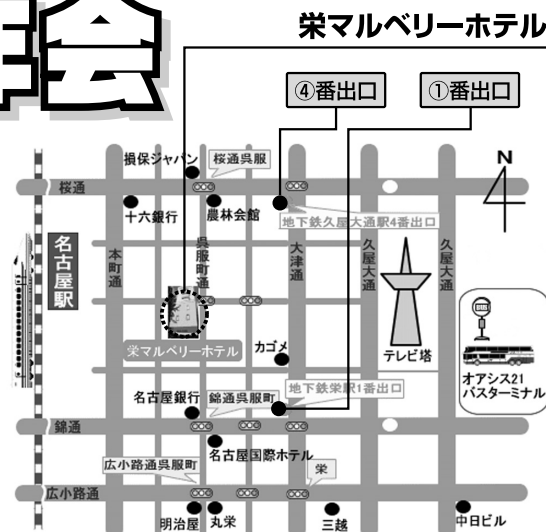 会
栄マルベリーホテル
④番出口
①番出口
損保ジャパン
桜通呉服
N
桜通
十六銀行
農林会館
地下鉄久屋大通駅4番出口
名古屋駅
本町通
呉服町通
大津通
久屋大通
久屋大通
栄マルベリーホテル
カゴメ
テレビ塔
オアシス21
バスターミナル
名古屋銀行
錦通呉服町
地下鉄栄駅1番出口
錦通
名古屋国際ホテル
広小路通呉服町
栄
広小路通
明治屋
丸栄
三越
中日ビル